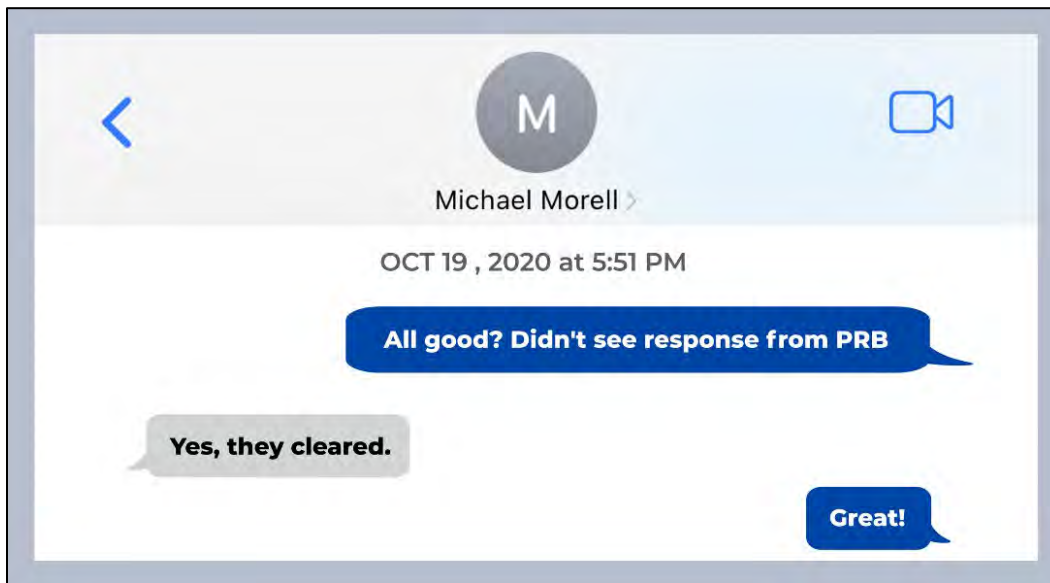 M
Michael Morell
OCT 19 , 2020 at 5:51 PM
All good? Didn't see response from PRB
Yes, they cleared.
Great!